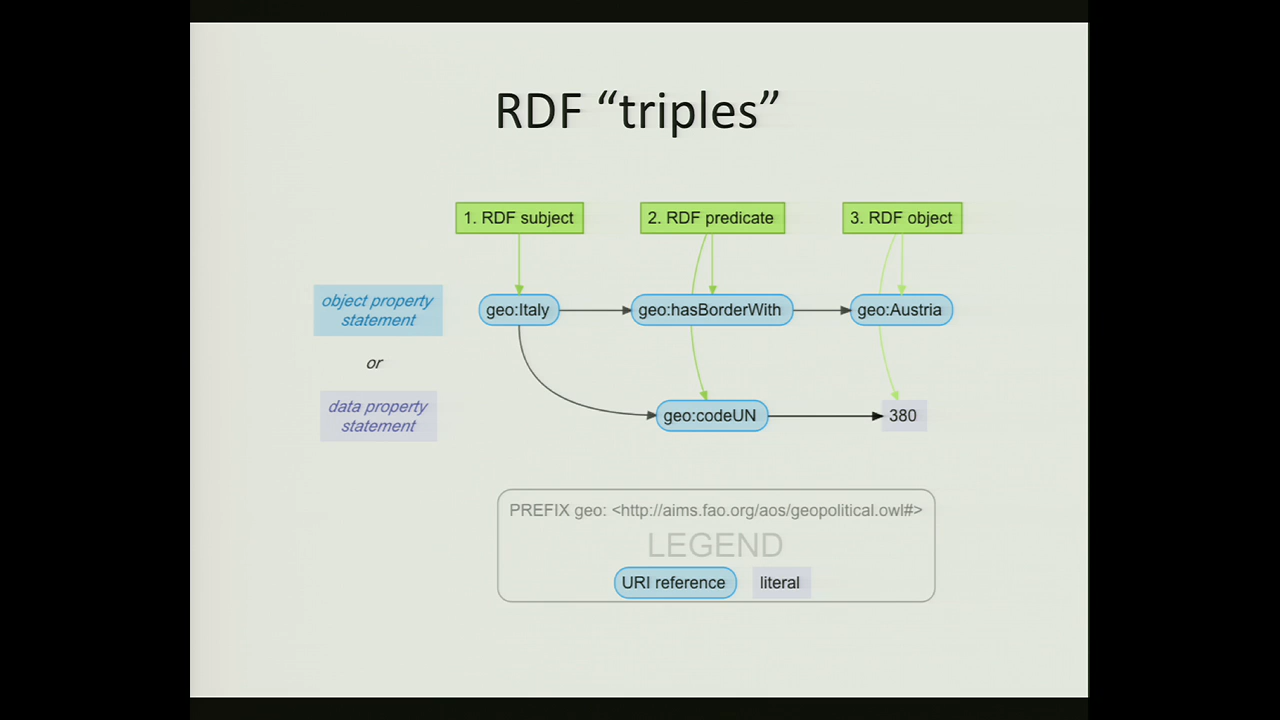 RDF “triples”
1. RDF subject
2. RDF predicate
3. RDF object
object property
statement
geo:Italy
geo:hasBorderWith
geo:Austria
or
data property
statement
geo:codeUN
380
PREFIX geo: <http://aims.fao.org/aos/geopolitical.owl#>
LEGEND
URI reference
literal